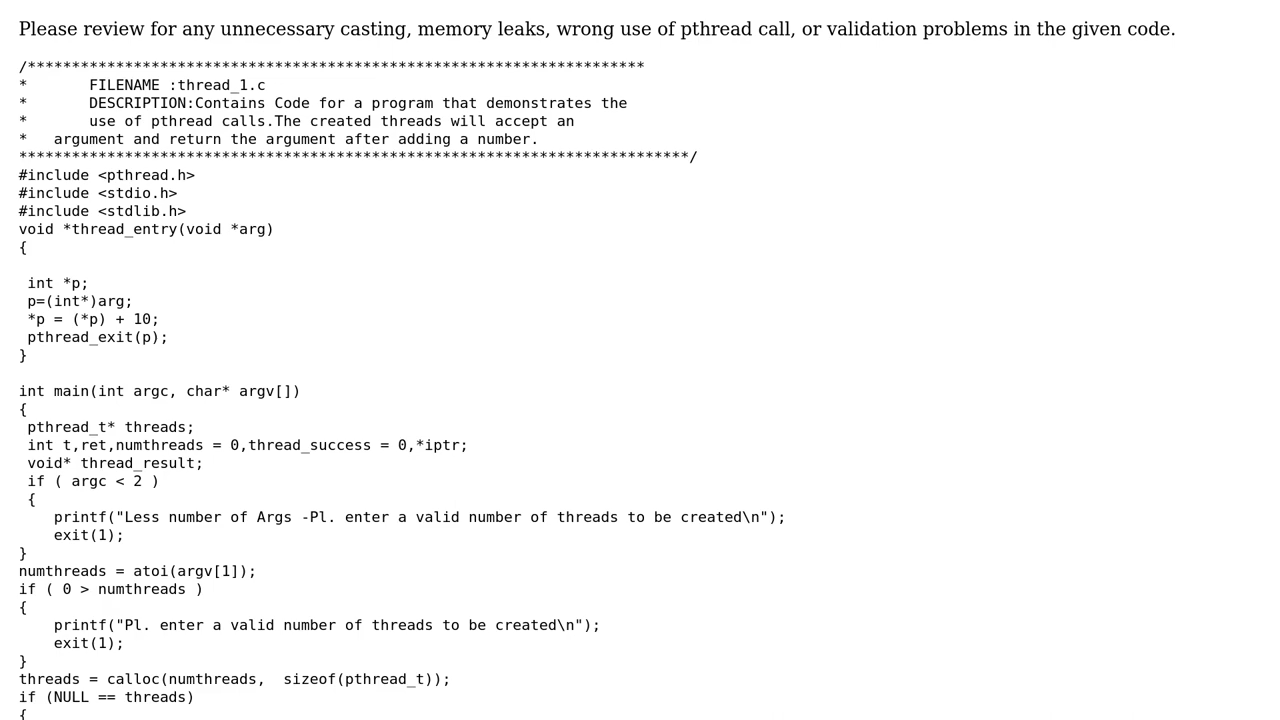 Please review for any unnecessary casting, memory leaks, wrong use of pthread call, or validation problems in the given code.
/**********************************************************************
*       FILENAME :thread_1.c
*       DESCRIPTION:Contains Code for a program that demonstrates the
*       use of pthread calls.The created threads will accept an
*   argument and return the argument after adding a number.
****************************************************************************/
#include <pthread.h>
#include <stdio.h>
#include <stdlib.h>
void *thread_entry(void *arg)
{
 int *p;
 p=(int*)arg;
 *p = (*p) + 10;
 pthread_exit(p);
}
int main(int argc, char* argv[])
{
 pthread_t* threads;
 int t,ret,numthreads = 0,thread_success = 0,*iptr;
 void* thread_result;
 if ( argc < 2 )
 {
    printf("Less number of Args -Pl. enter a valid number of threads to be created\n");
    exit(1);
}
numthreads = atoi(argv[1]);
if ( 0 > numthreads )
{
    printf("Pl. enter a valid number of threads to be created\n");
    exit(1);
}
threads = calloc(numthreads,  sizeof(pthread_t));
if (NULL == threads)
{